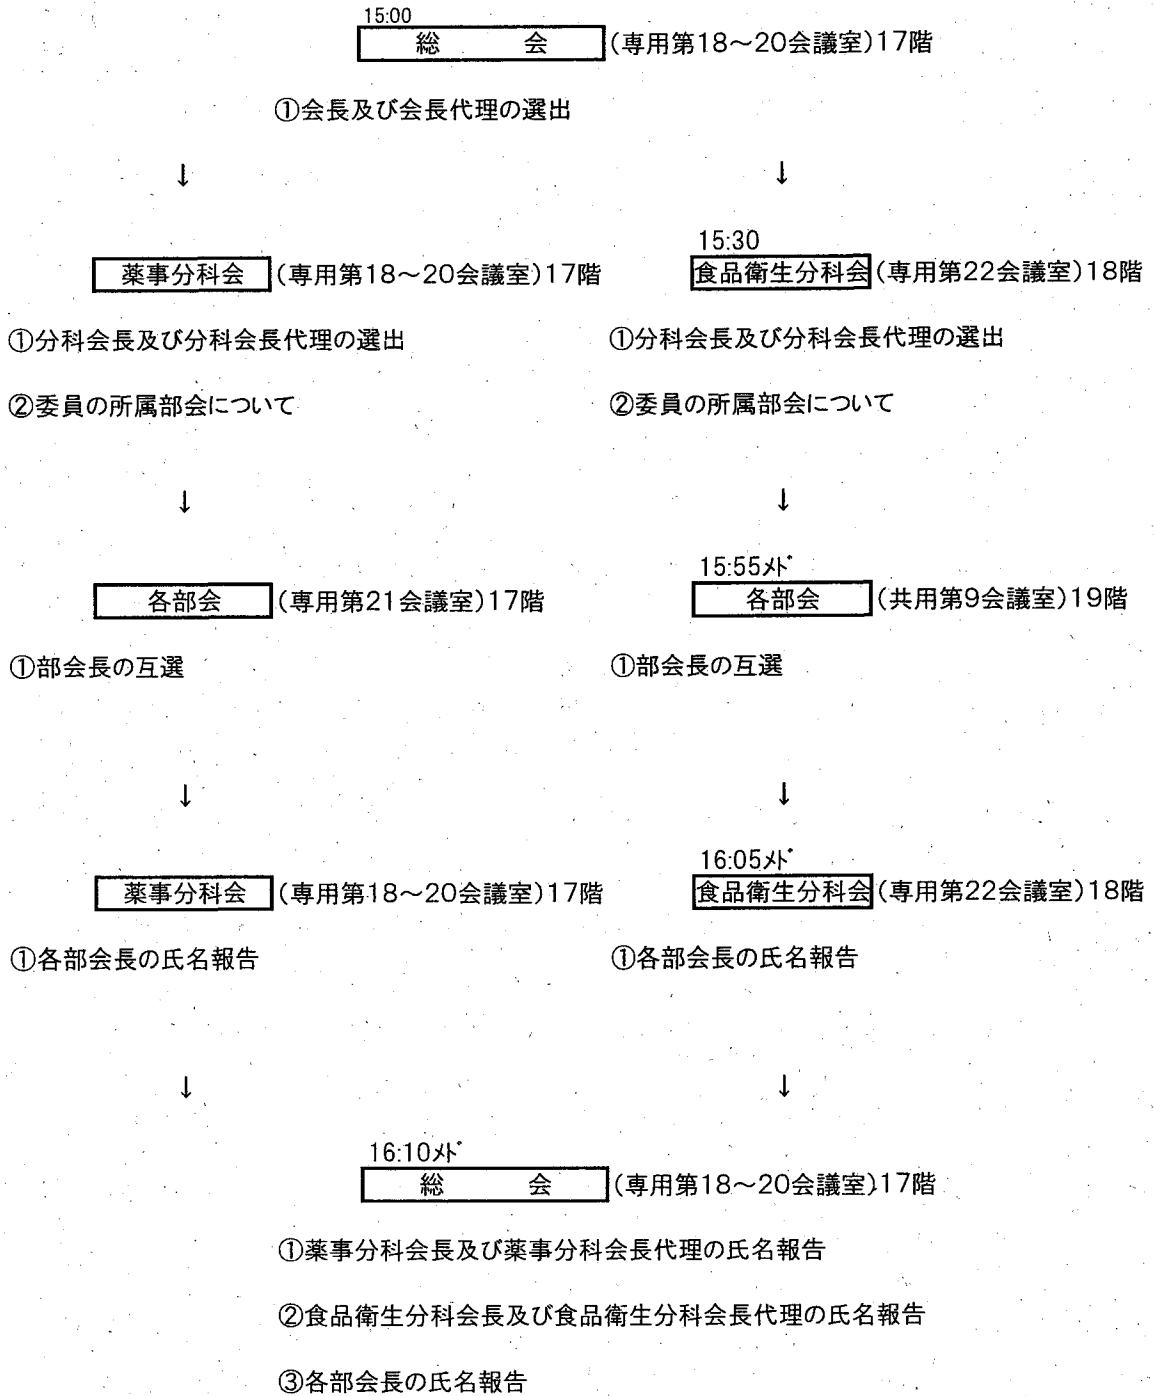 15:00
総　　会 (専用第18～20会議室)17階
①会長及び会長代理の選出
↓ ↓
15:30
薬事分科会 (専用第18～20会議室)17階 食品衛生分科会 (専用第22会議室)18階
①分科会長及び分科会長代理の選出 ①分科会長及び分科会長代理の選出
②委員の所属部会について ②委員の所属部会について
↓ ↓
15:55ﾒﾄﾞ
各部会 (専用第21会議室)17階 各部会 (共用第9会議室)19階
①部会長の互選 ①部会長の互選
↓ ↓
16:05ﾒﾄﾞ
薬事分科会 (専用第18～20会議室)17階 食品衛生分科会 (専用第22会議室)18階
①各部会長の氏名報告 ①各部会長の氏名報告
↓ ↓
16:10ﾒﾄﾞ
総　　会 (専用第18～20会議室)17階
①薬事分科会長及び薬事分科会長代理の氏名報告
②食品衛生分科会長及び食品衛生分科会長代理の氏名報告
③各部会長の氏名報告